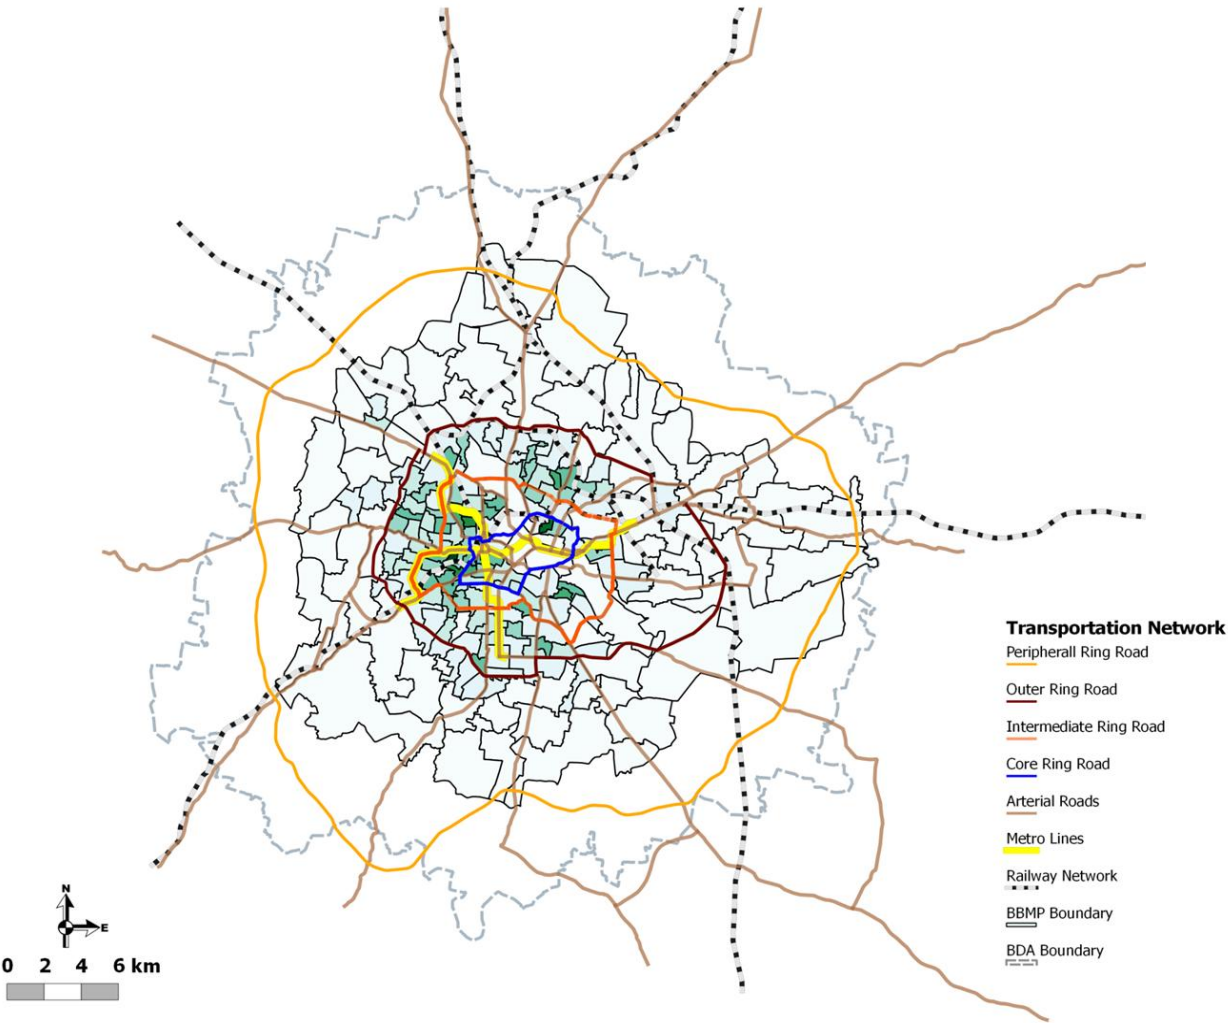 Transportation Network
Peripherall Ring Road
Outer Ring Road
Intermediate Ring Road
Core Ring Road
Arterial Roads
Metro Lines
Railway Network
BBMP Boundary
BDA Boundary
N
E
0 2 4 6 km